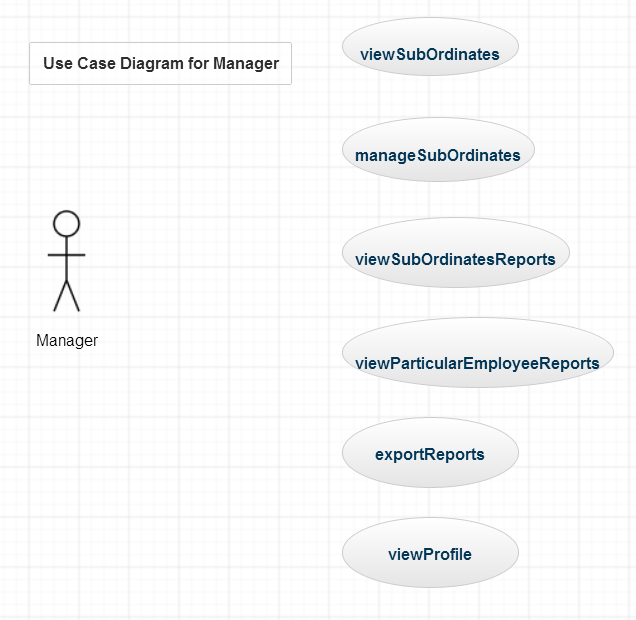 Use Case Diagram for Manager
viewSubOrdinates
manageSubOrdinates
viewSubOrdinatesReports
viewParticularEmployeeReports
exportReports
viewProfile
Manager